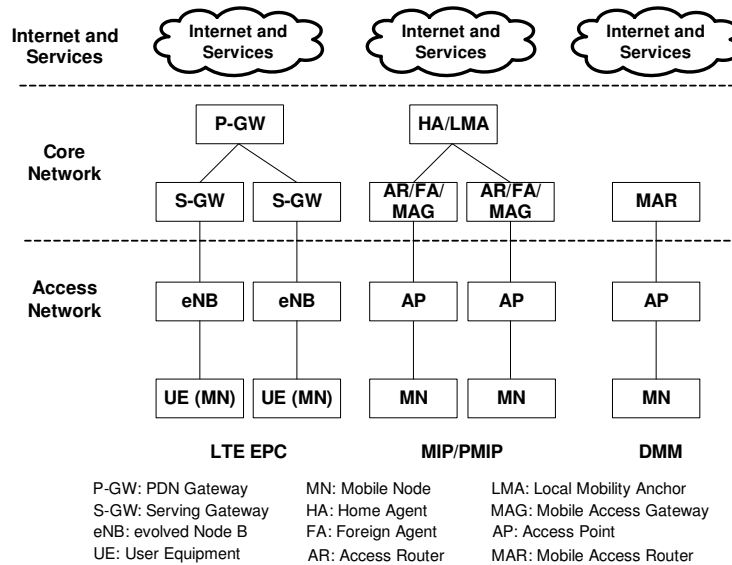 Internet and
Services
Internet and
Services
Internet and
Services
Internet and
Services
Core
Network
P-GW
HA/LMA
S-GW
S-GW
AR/FA/
MAG
AR/FA/
MAG
MAR
Access
Network
eNB
eNB
AP
AP
AP
UE (MN)
UE (MN)
MN
MN
MN
LTE EPC
MIP/PMIP
DMM
P-GW: PDN Gateway
S-GW: Serving Gateway
eNB: evolved Node B
UE: User Equipment
MN: Mobile Node
HA: Home Agent
FA: Foreign Agent
AR: Access Router
LMA: Local Mobility Anchor
MAG: Mobile Access Gateway
AP: Access Point
MAR: Mobile Access Router